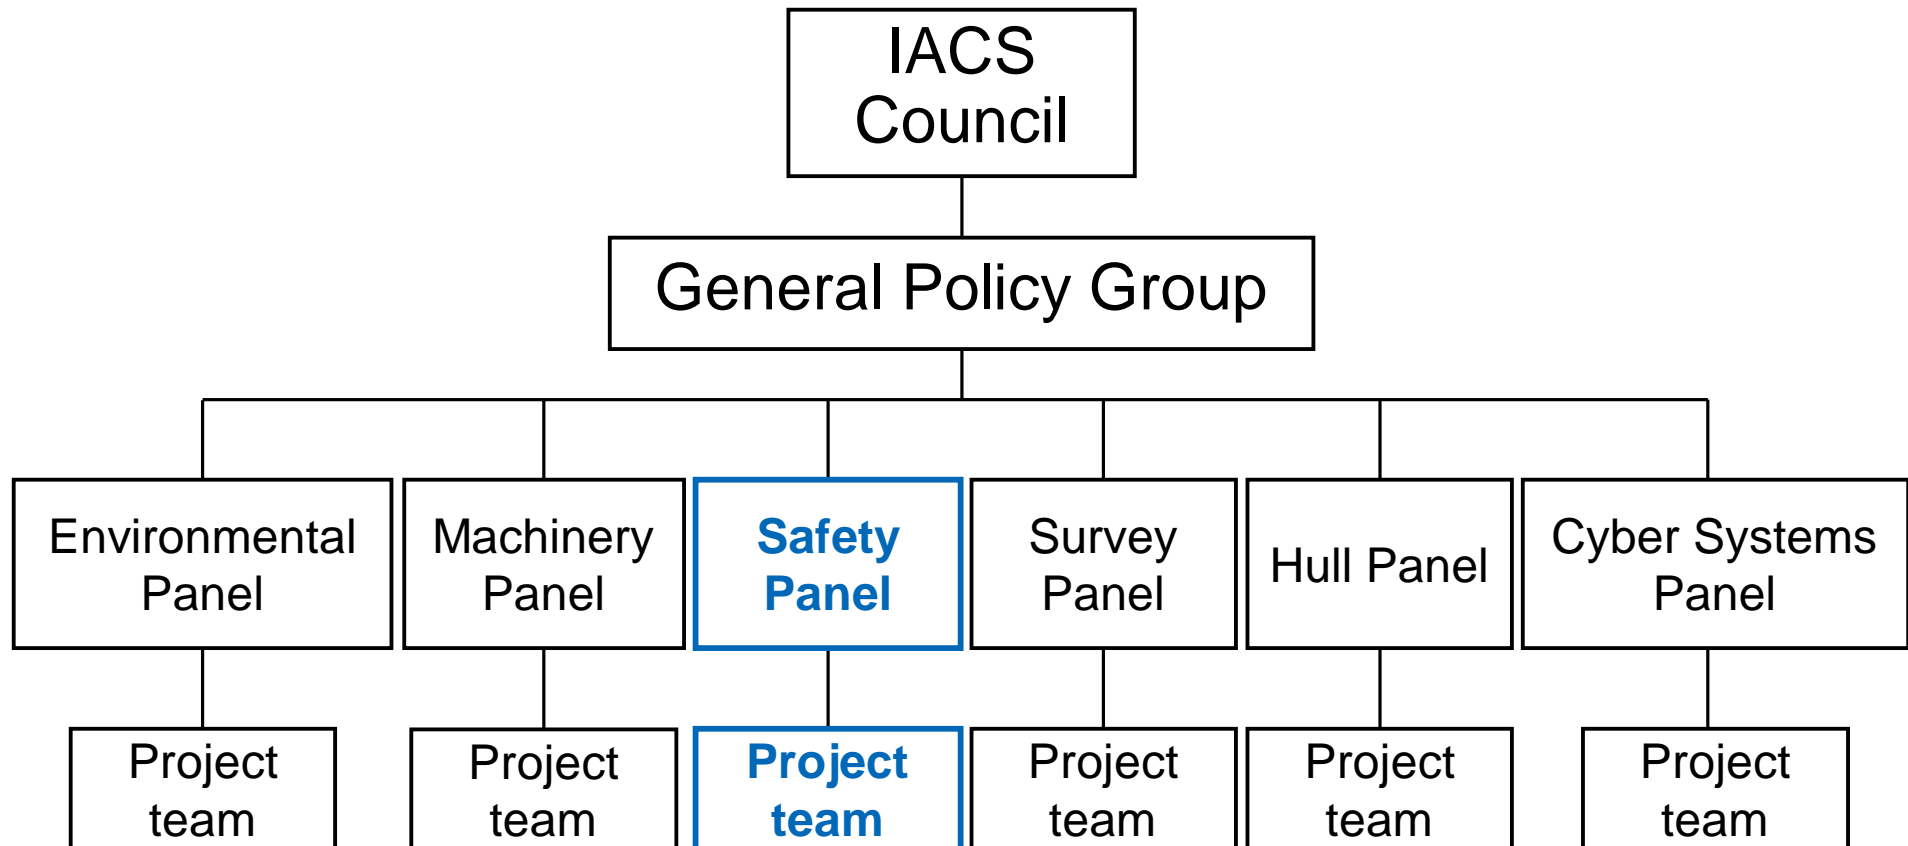 IACS
Council
General Policy Group
Environmental
Panel
Machinery
Panel
Safety
Panel
Survey
Panel
Hull Panel
Cyber Systems
Panel
Project
team
Project
team
Project
team
Project
team
Project
team
Project
team